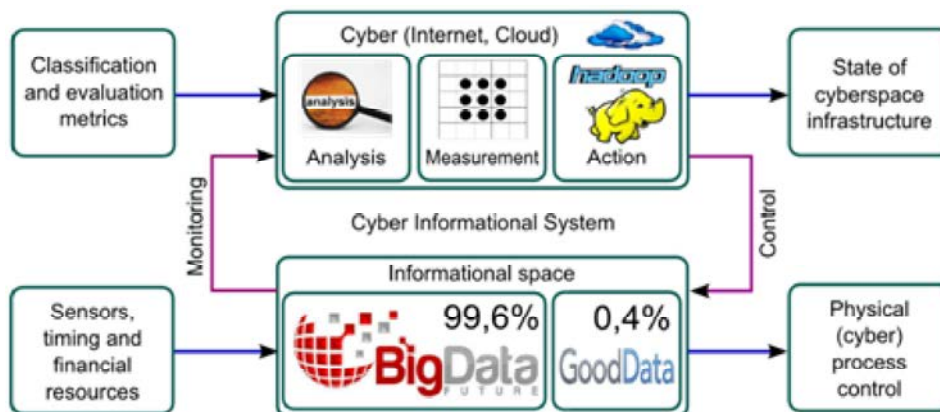 Classification
and evaluation
metrics
Cyber (Internet, Cloud)
analysis
Analysis
Measurement
hadoop
Action
State of
cyberspace
infrastructure
Monitoring
Cyber Informational System
Control
Sensors,
timing and
financial
resources
Informational space
99,6%
BigData
FUTURE
0,4%
GoodData
Physical
(cyber)
process
control